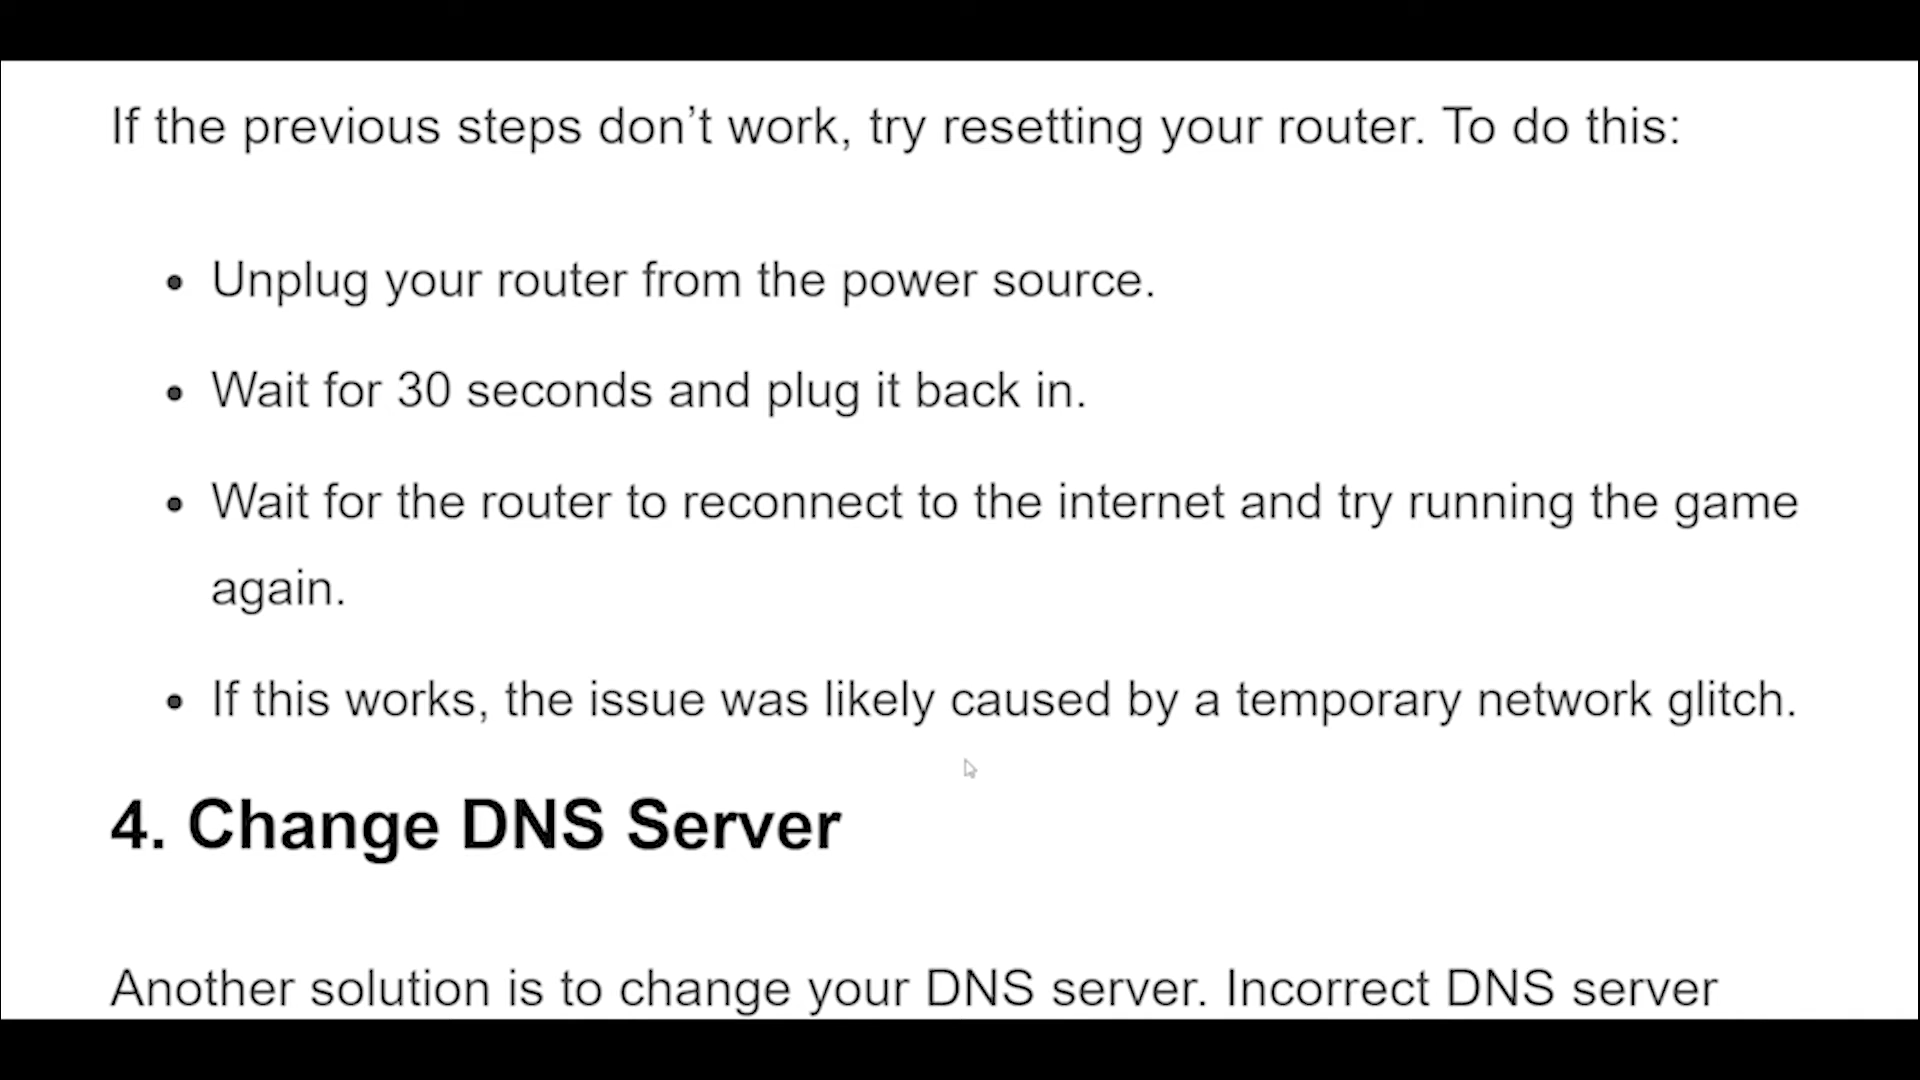 If the previous steps don’t work, try resetting your router. To do this:
• Unplug your router from the power source.
• Wait for 30 seconds and plug it back in.
• Wait for the router to reconnect to the internet and try running the game
again.
• If this works, the issue was likely caused by a temporary network glitch.
4. Change DNS Server
Another solution is to change your DNS server. Incorrect DNS server